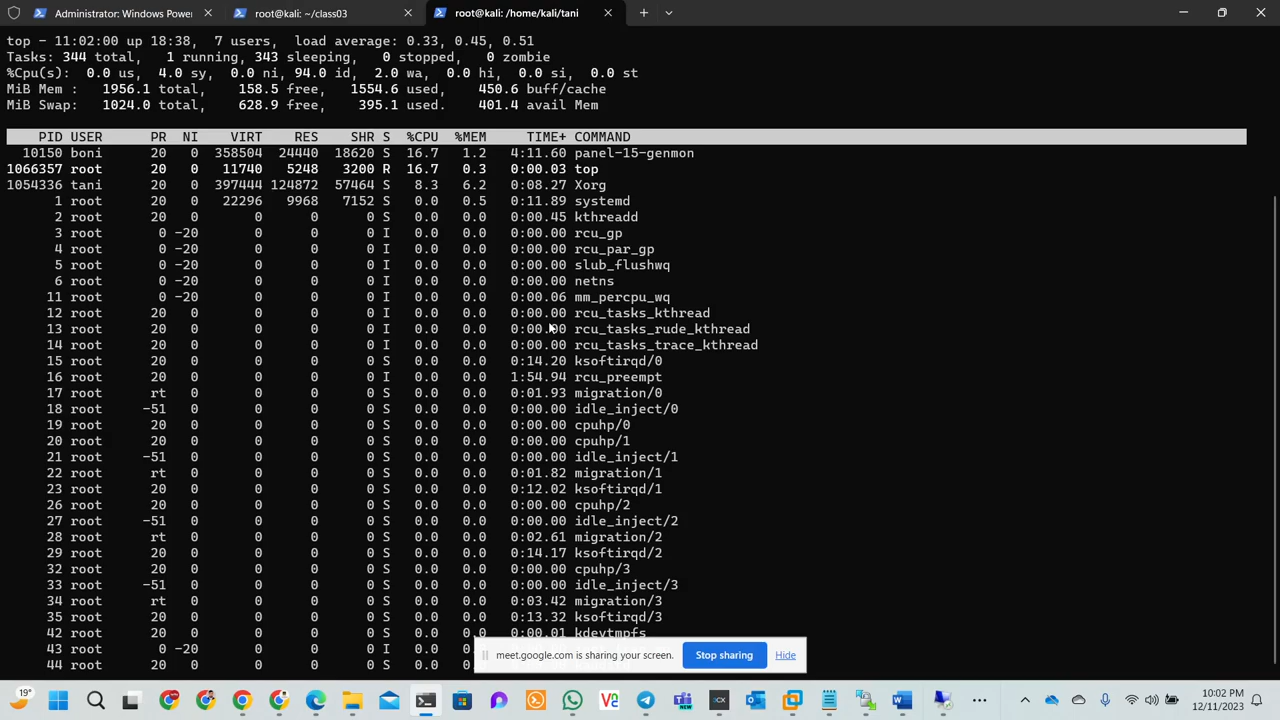 Administrator: Windows Power root@kali: ~/class03 root@kali: /home/kali/tani
top - 11:02:00 up 18:38, 7 users, load average: 0.33, 0.45, 0.51
Tasks: 344 total, 1 running, 343 sleeping, 0 stopped, 0 zombie
%Cpu(s): 0.0 us, 4.0 sy, 0.0 ni, 94.0 id, 2.0 wa, 0.0 hi, 0.0 si, 0.0 st
MiB Mem : 1956.1 total, 158.5 free, 1554.6 used, 450.6 buff/cache
MiB Swap: 1024.0 total, 628.9 free, 395.1 used. 401.4 avail Mem
PID USER PR NI VIRT RES SHR S %CPU %MEM TIME+ COMMAND
10150 boni 20 0 358504 24440 18620 S 16.7 1.2 4:11.60 panel-15-genmon
1066357 root 20 0 11740 5248 3200 R 16.7 0.3 0:00.03 top
1054336 tani 20 0 397444 124872 57464 S 8.3 6.2 0:08.27 Xorg
1 root 20 0 22296 9968 7152 S 0.0 0.5 0:11.89 systemd
2 root 20 0 0 0 0 S 0.0 0.0 0:00.45 kthreadd
3 root 0 -20 0 0 0 I 0.0 0.0 0:00.00 rcu_gp
4 root 0 -20 0 0 0 I 0.0 0.0 0:00.00 rcu_par_gp
5 root 0 -20 0 0 0 I 0.0 0.0 0:00.00 slub_flushwq
6 root 0 -20 0 0 0 I 0.0 0.0 0:00.00 netns
11 root 0 -20 0 0 0 I 0.0 0.0 0:00.06 mm_percpu_wq
12 root 20 0 0 0 0 I 0.0 0.0 0:00.00 rcu_tasks_kthread
13 root 20 0 0 0 0 I 0.0 0.0 0:00.00 rcu_tasks_rude_kthread
14 root 20 0 0 0 0 I 0.0 0.0 0:00.00 rcu_tasks_trace_kthread
15 root 20 0 0 0 0 S 0.0 0.0 0:14.20 ksoftirqd/0
16 root 20 0 0 0 0 I 0.0 0.0 1:54.94 rcu_preempt
17 root rt 0 0 0 0 S 0.0 0.0 0:01.93 migration/0
18 root -51 0 0 0 0 S 0.0 0.0 0:00.00 idle_inject/0
19 root 20 0 0 0 0 S 0.0 0.0 0:00.00 cpuhp/0
20 root 20 0 0 0 0 S 0.0 0.0 0:00.00 cpuhp/1
21 root -51 0 0 0 0 S 0.0 0.0 0:00.00 idle_inject/1
22 root rt 0 0 0 0 S 0.0 0.0 0:01.82 migration/1
23 root 20 0 0 0 0 S 0.0 0.0 0:12.02 ksoftirqd/1
26 root 20 0 0 0 0 S 0.0 0.0 0:00.00 cpuhp/2
27 root -51 0 0 0 0 S 0.0 0.0 0:00.00 idle_inject/2
28 root rt 0 0 0 0 S 0.0 0.0 0:02.61 migration/2
29 root 20 0 0 0 0 S 0.0 0.0 0:14.17 ksoftirqd/2
32 root 20 0 0 0 0 S 0.0 0.0 0:00.00 cpuhp/3
33 root -51 0 0 0 0 S 0.0 0.0 0:00.00 idle_inject/3
34 root rt 0 0 0 0 S 0.0 0.0 0:03.42 migration/3
35 root 20 0 0 0 0 S 0.0 0.0 0:13.32 ksoftirqd/3
42 root 20 0 0 0 0 S 0.0 0.0 0:00.01 kdevtmpfs
43 root 0 -20 0 0 0 I 0.0
44 root 20 0 0 0 0 S 0.0
meet.google.com is sharing your screen. Stop sharing Hide
19° 10:02 PM
12/11/2023